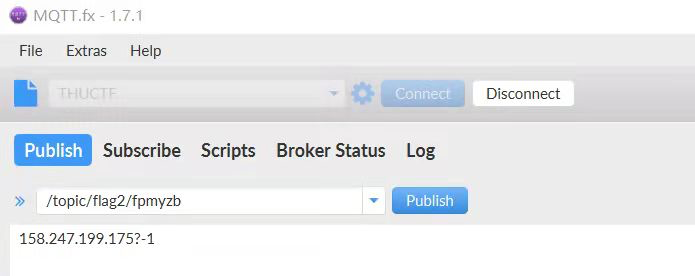 MQTT.fx - 1.7.1
File Extras Help
THUCTF Connect Disconnect
Publish Subscribe Scripts Broker Status Log
/topic/flag2/fpmyzb Publish
158.247.199.175?-1